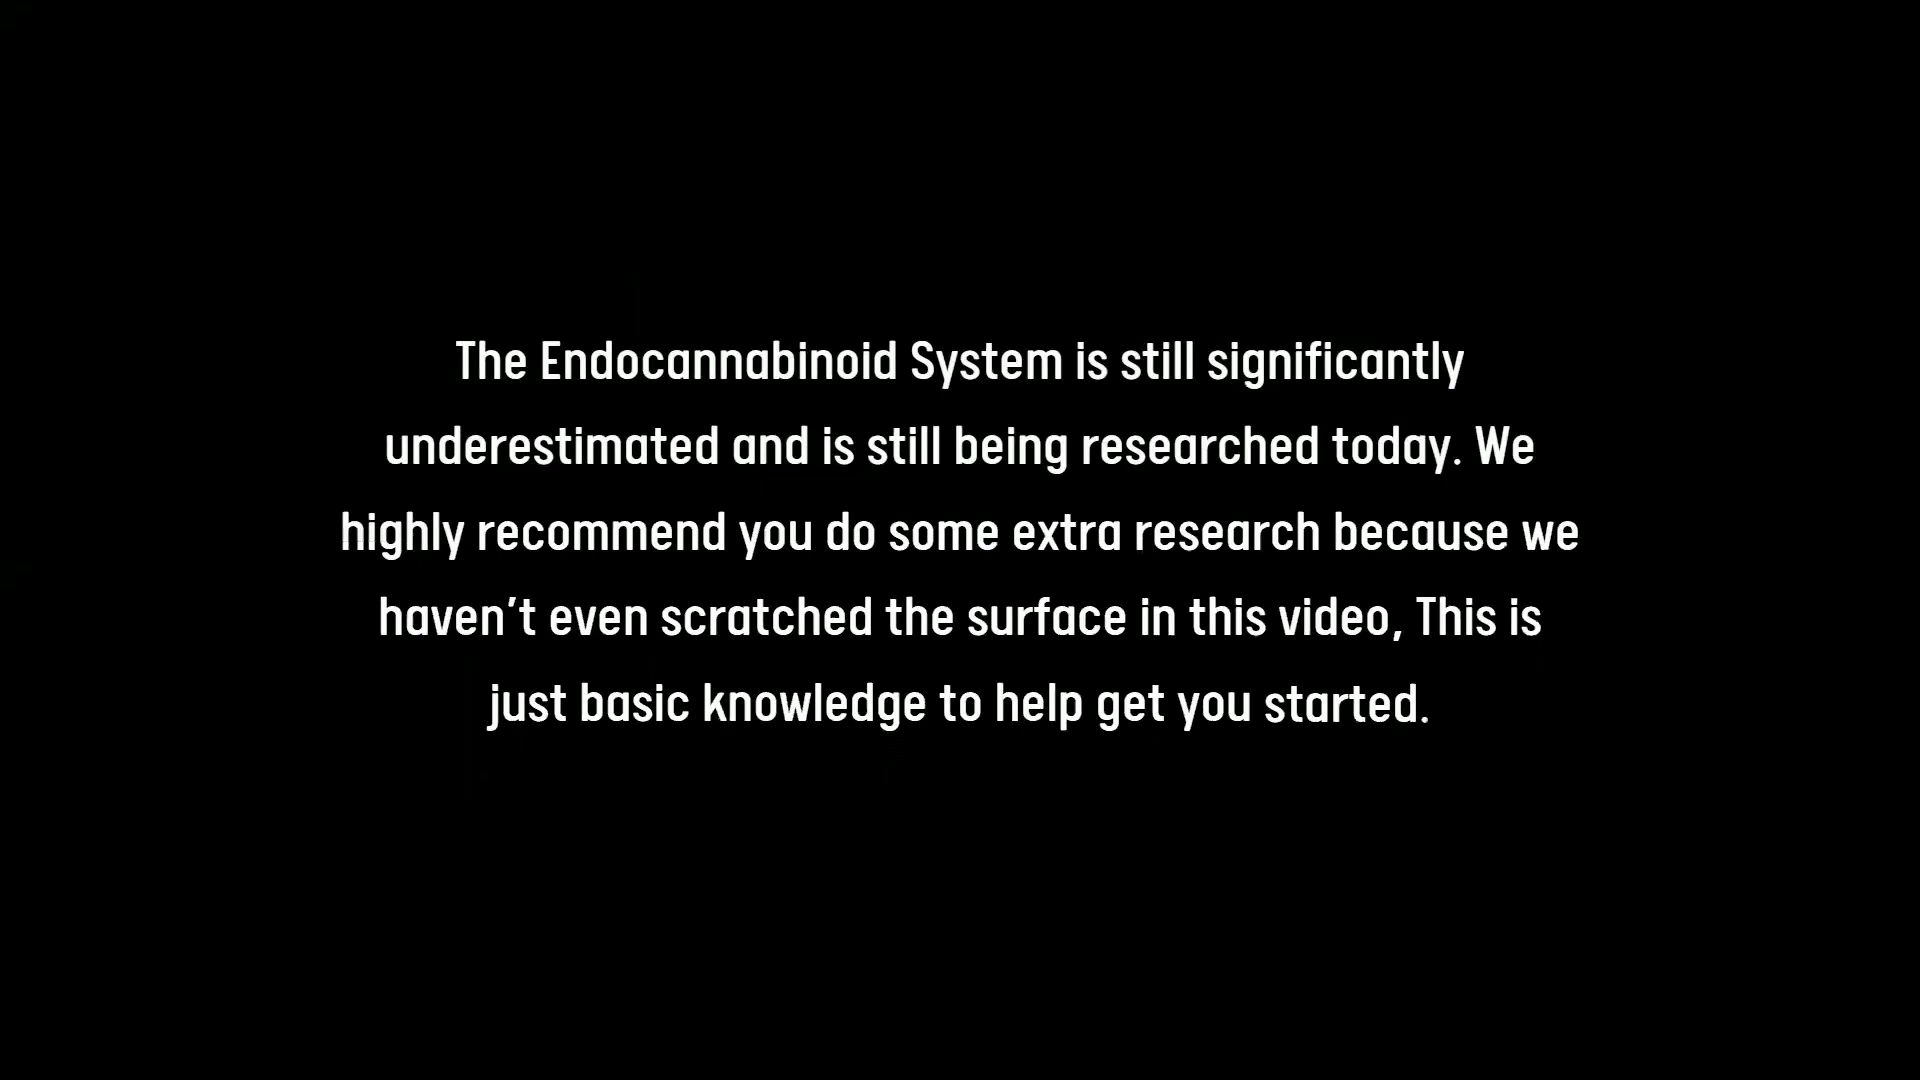 The Endocannabinoid System is still significantly
underestimated and is still being researched today. We
highly recommend you do some extra research because we
haven’t even scratched the surface in this video, This is
just basic knowledge to help get you started.